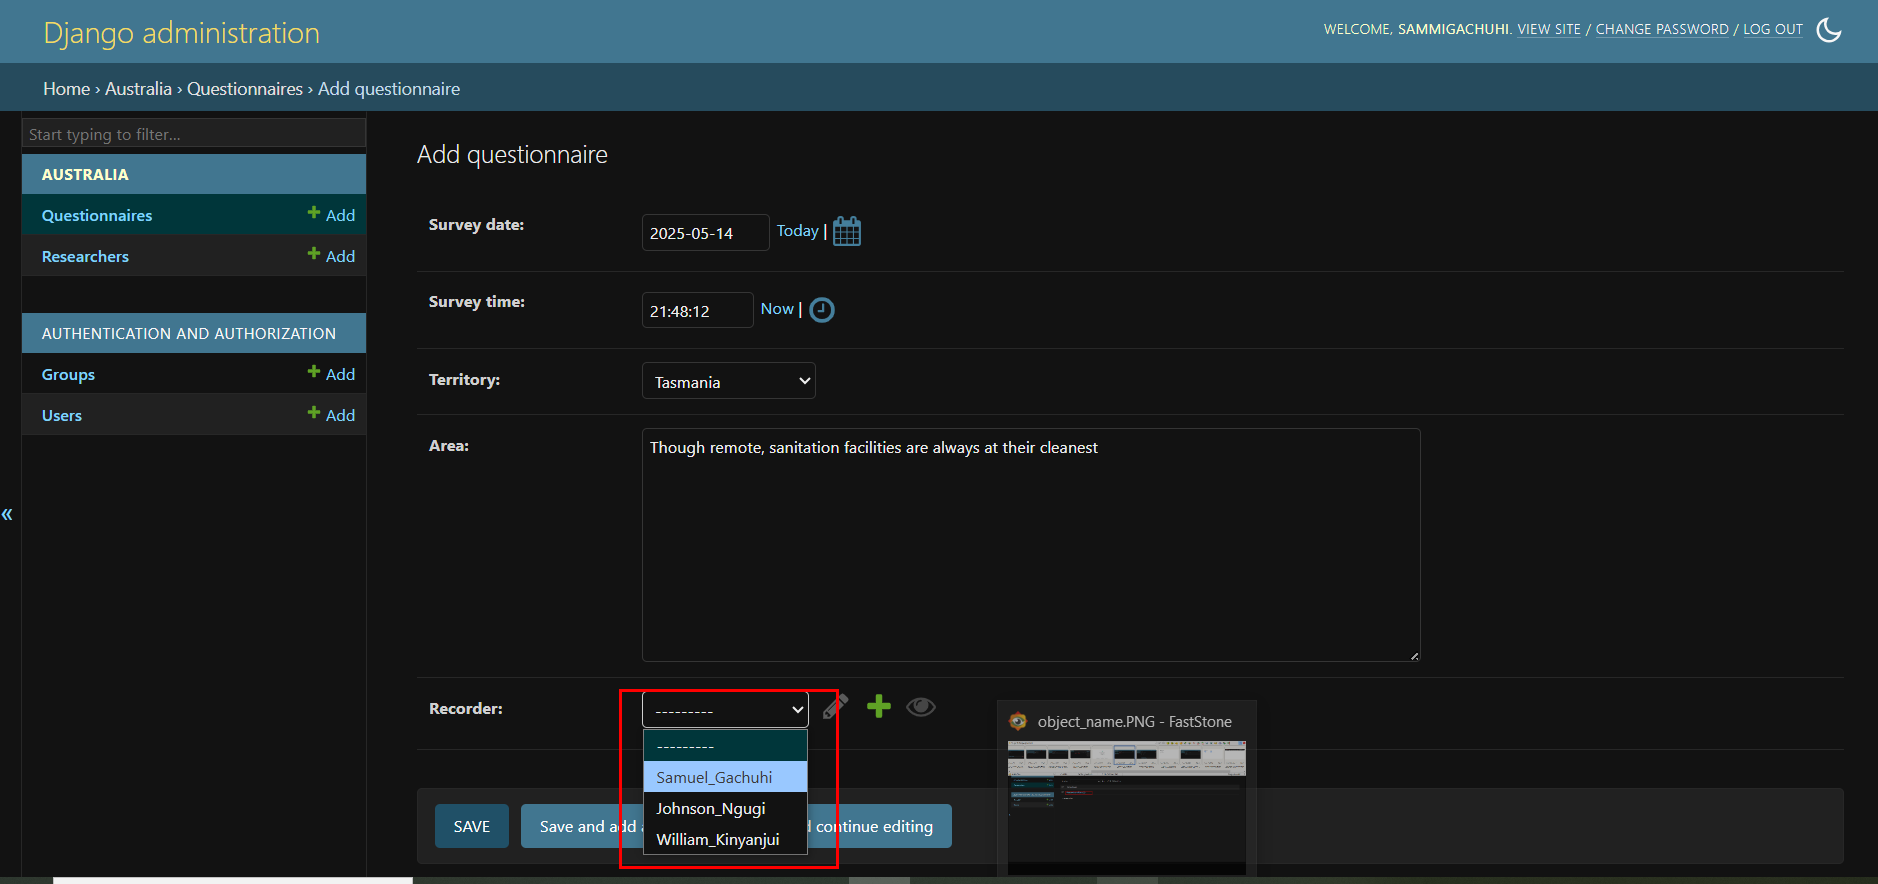 Django administration
WELCOME, SAMMIGACHUHI. VIEW SITE / CHANGE PASSWORD / LOG OUT
Home › Australia › Questionnaires › Add questionnaire
Start typing to filter...
AUSTRALIA
Questionnaires + Add
Researchers + Add
AUTHENTICATION AND AUTHORIZATION
Groups + Add
Users + Add
«
Add questionnaire
Survey date: 2025-05-14 Today |
Survey time: 21:48:12 Now |
Territory: Tasmania
Area: Though remote, sanitation facilities are always at their cleanest
Recorder: ---------
---------
Samuel_Gachuhi
Johnson_Ngugi
William_Kinyanjui
object_name.PNG - FastStone
SAVE Save and add continue editing